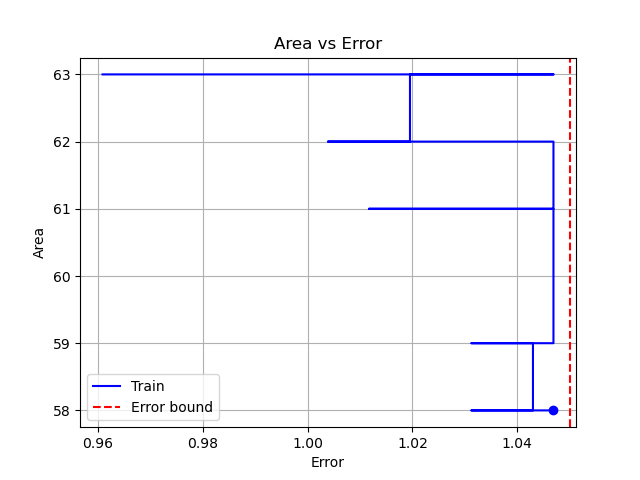 Area vs Error
63
62
61
60
59
58
Area
Train
Error bound
0.96
0.98
1.00
1.02
1.04
Error